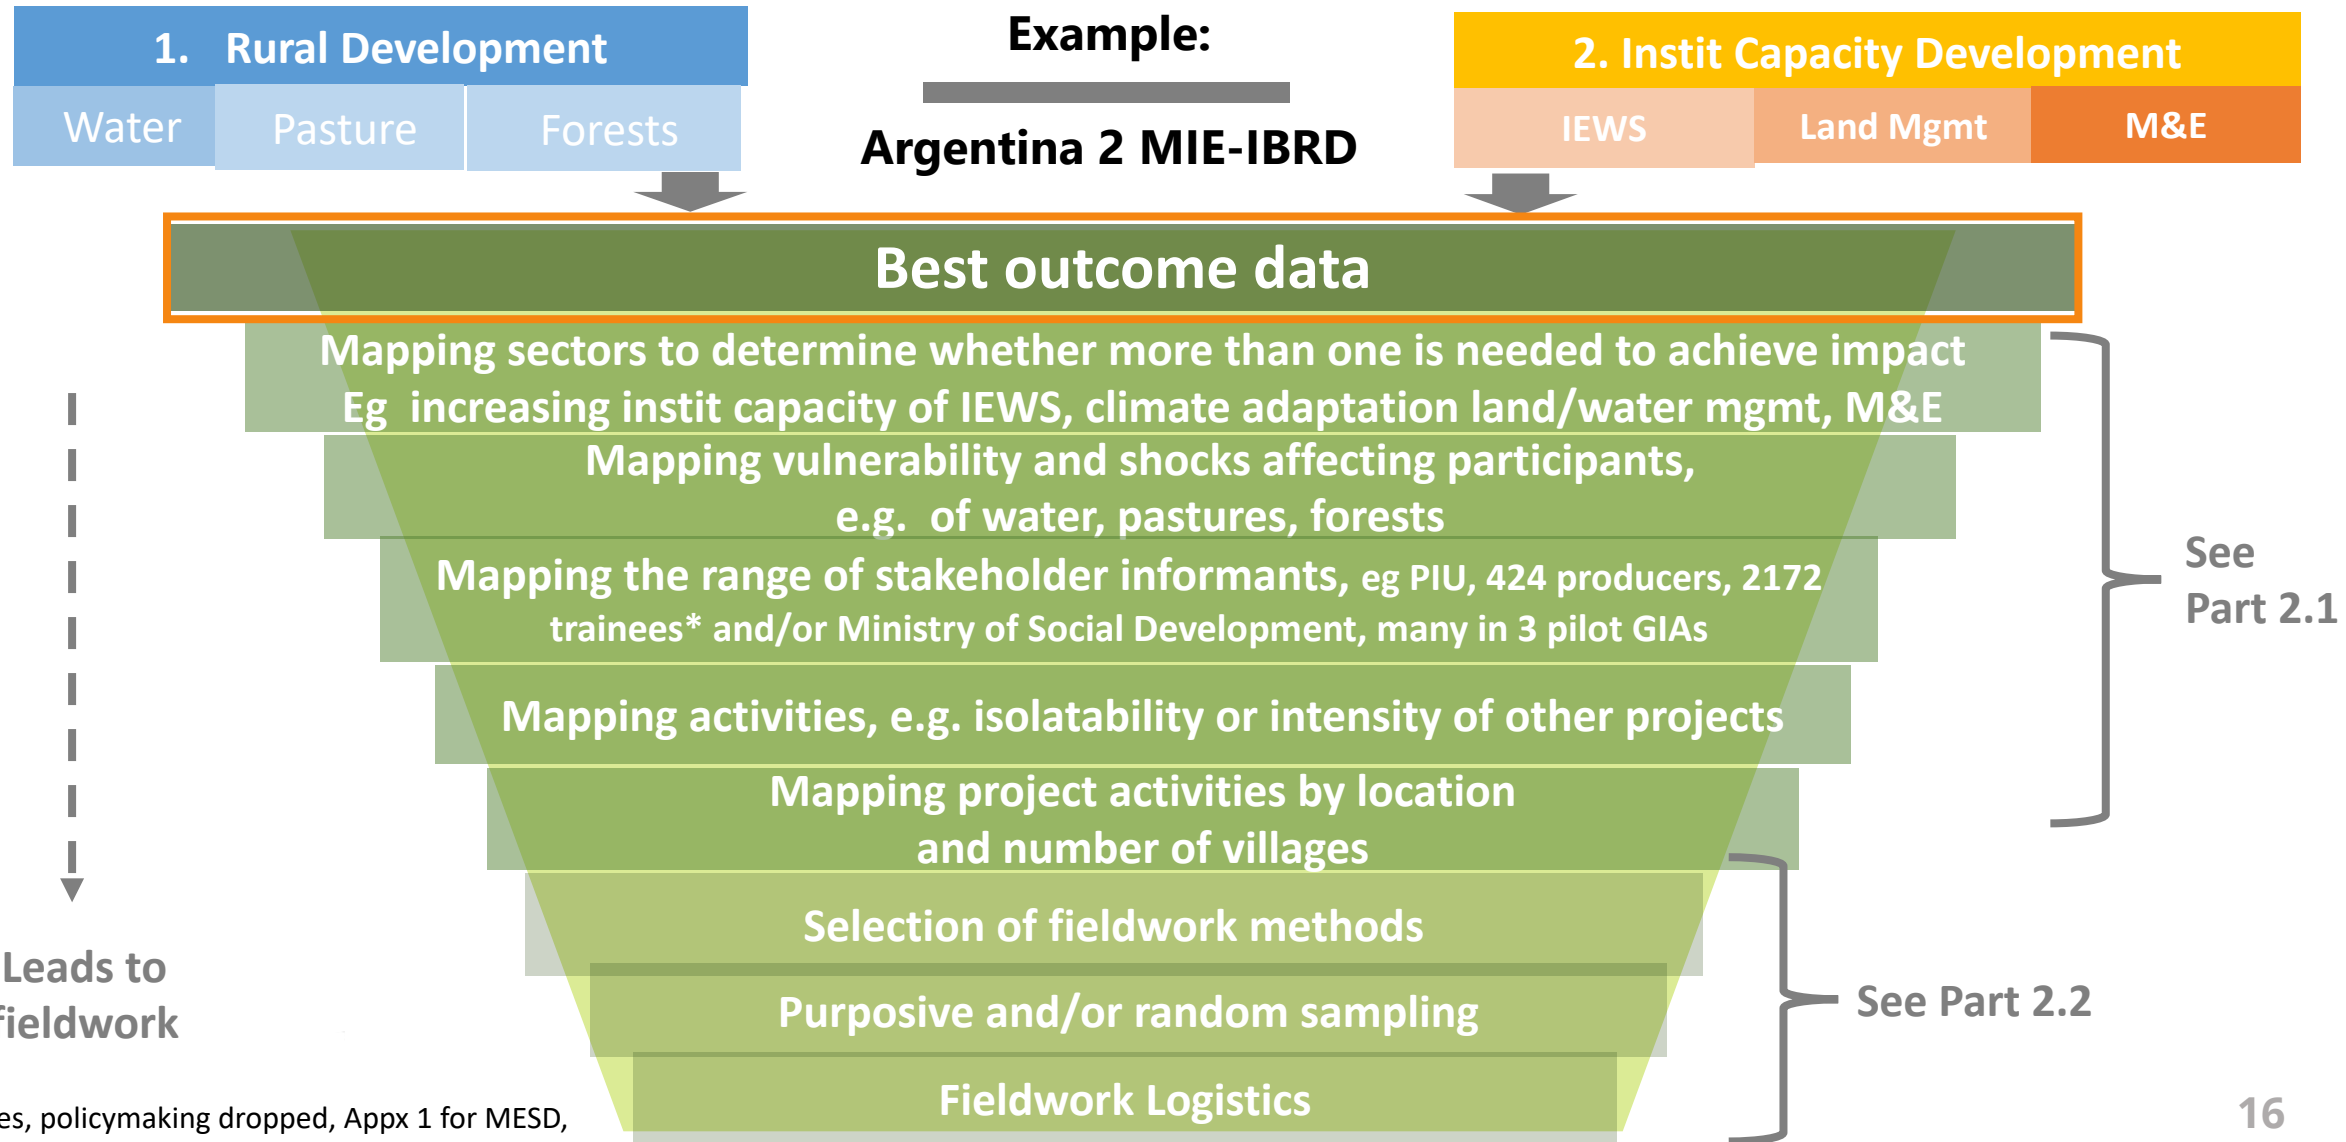 1. Rural Development
Water Pasture Forests
Example:
Argentina 2 MIE-IBRD
2. Instit Capacity Development
IEWS Land Mgmt M&E
Best outcome data
Mapping sectors to determine whether more than one is needed to achieve impact
Eg increasing instit capacity of IEWS, climate adaptation land/water mgmt, M&E
Mapping vulnerability and shocks affecting participants,
e.g. of water, pastures, forests
Mapping the range of stakeholder informants, eg PIU, 424 producers, 2172
trainees* and/or Ministry of Social Development, many in 3 pilot GIAs
Mapping activities, e.g. isolatability or intensity of other projects
Mapping project activities by location
and number of villages
See
Part 2.1
Selection of fieldwork methods
Purposive and/or random sampling
Fieldwork Logistics
See Part 2.2
Leads to
fieldwork
es, policymaking dropped, Appx 1 for MESD,
16